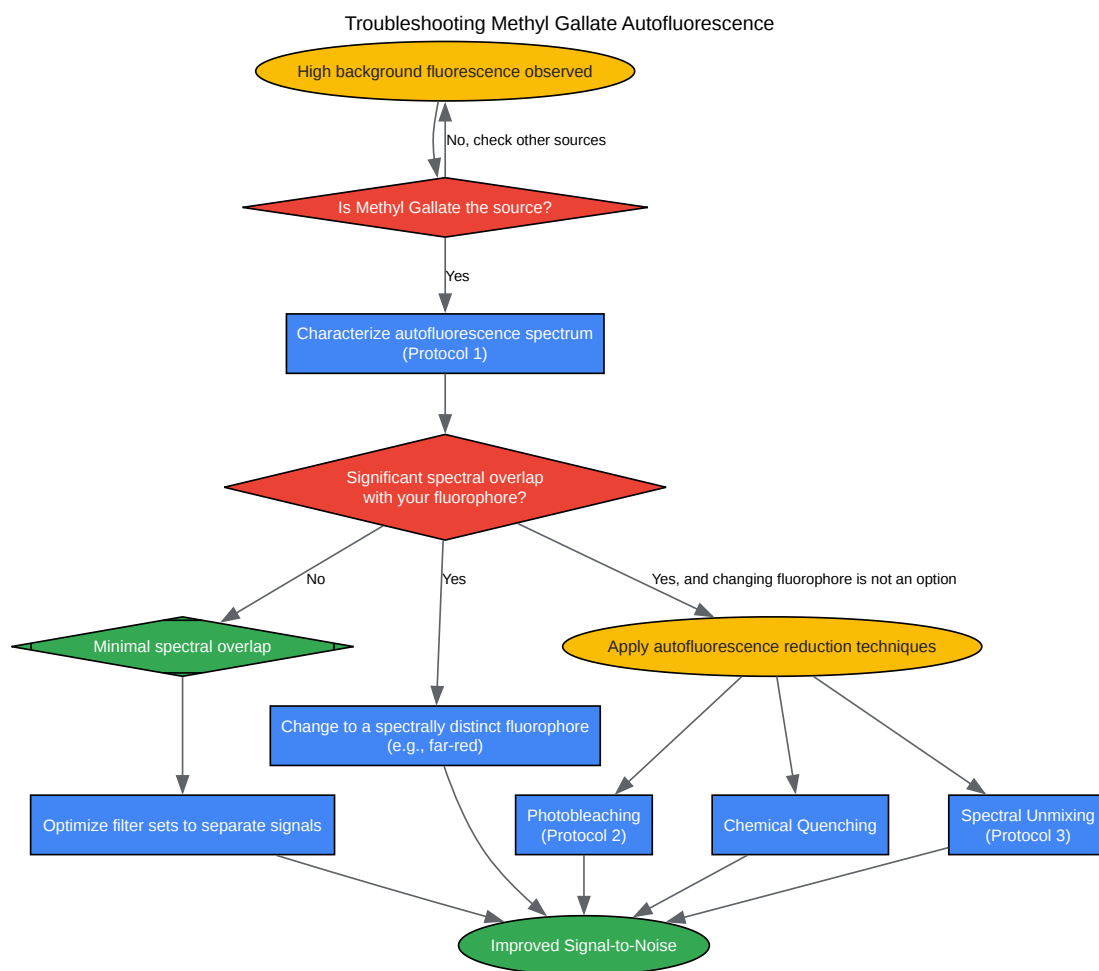 Troubleshooting Methyl Gallate Autofluorescence
High background fluorescence observed
No, check other sources
Is Methyl Gallate the source?
Yes
Characterize autofluorescence spectrum
(Protocol 1)
Significant spectral overlap
with your fluorophore?
No
Yes
Yes, and changing fluorophore is not an option
Minimal spectral overlap
Apply autofluorescence reduction techniques
Change to a spectrally distinct fluorophore
(e.g., far-red)
Optimize filter sets to separate signals
Photobleaching
(Protocol 2)
Chemical Quenching
Spectral Unmixing
(Protocol 3)
Improved Signal-to-Noise